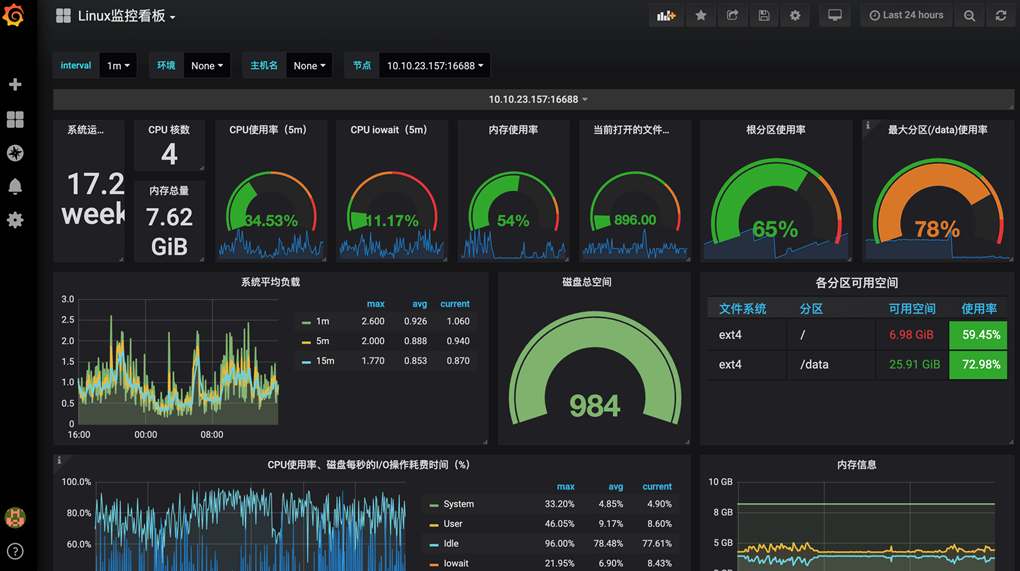 Linux监控看板
Last 24 hours
interval 1m 环境 None 主机名 None 节点 10.10.23.157:16688
10.10.23.157:16688
系统运...
17.2
week
CPU 核数
4
内存总量
7.62
GiB
CPU使用率（5m）
34.53%
CPU iowait（5m）
11.17%
内存使用率
54%
当前打开的文件...
896.00
根分区使用率
65%
最大分区(/data)使用率
78%
系统平均负载
3.0
2.5
2.0
1.5
1.0
0.5
0
16:00 00:00 08:00
max avg current
1m 2.600 0.926 1.060
5m 2.000 0.888 0.940
15m 1.770 0.853 0.870
磁盘总空间
984
各分区可用空间
文件系统 分区 可用空间 使用率
ext4 / 6.98 GiB 59.45%
ext4 /data 25.91 GiB 72.98%
CPU使用率、磁盘每秒的I/O操作耗费时间（%）
100.0%
80.0%
60.0%
max avg current
System 33.20% 4.85% 4.90%
User 46.05% 9.17% 8.60%
Idle 96.00% 78.48% 77.61%
Iowait 21.95% 6.90% 8.43%
内存信息
10 GB
8 GB
5 GB